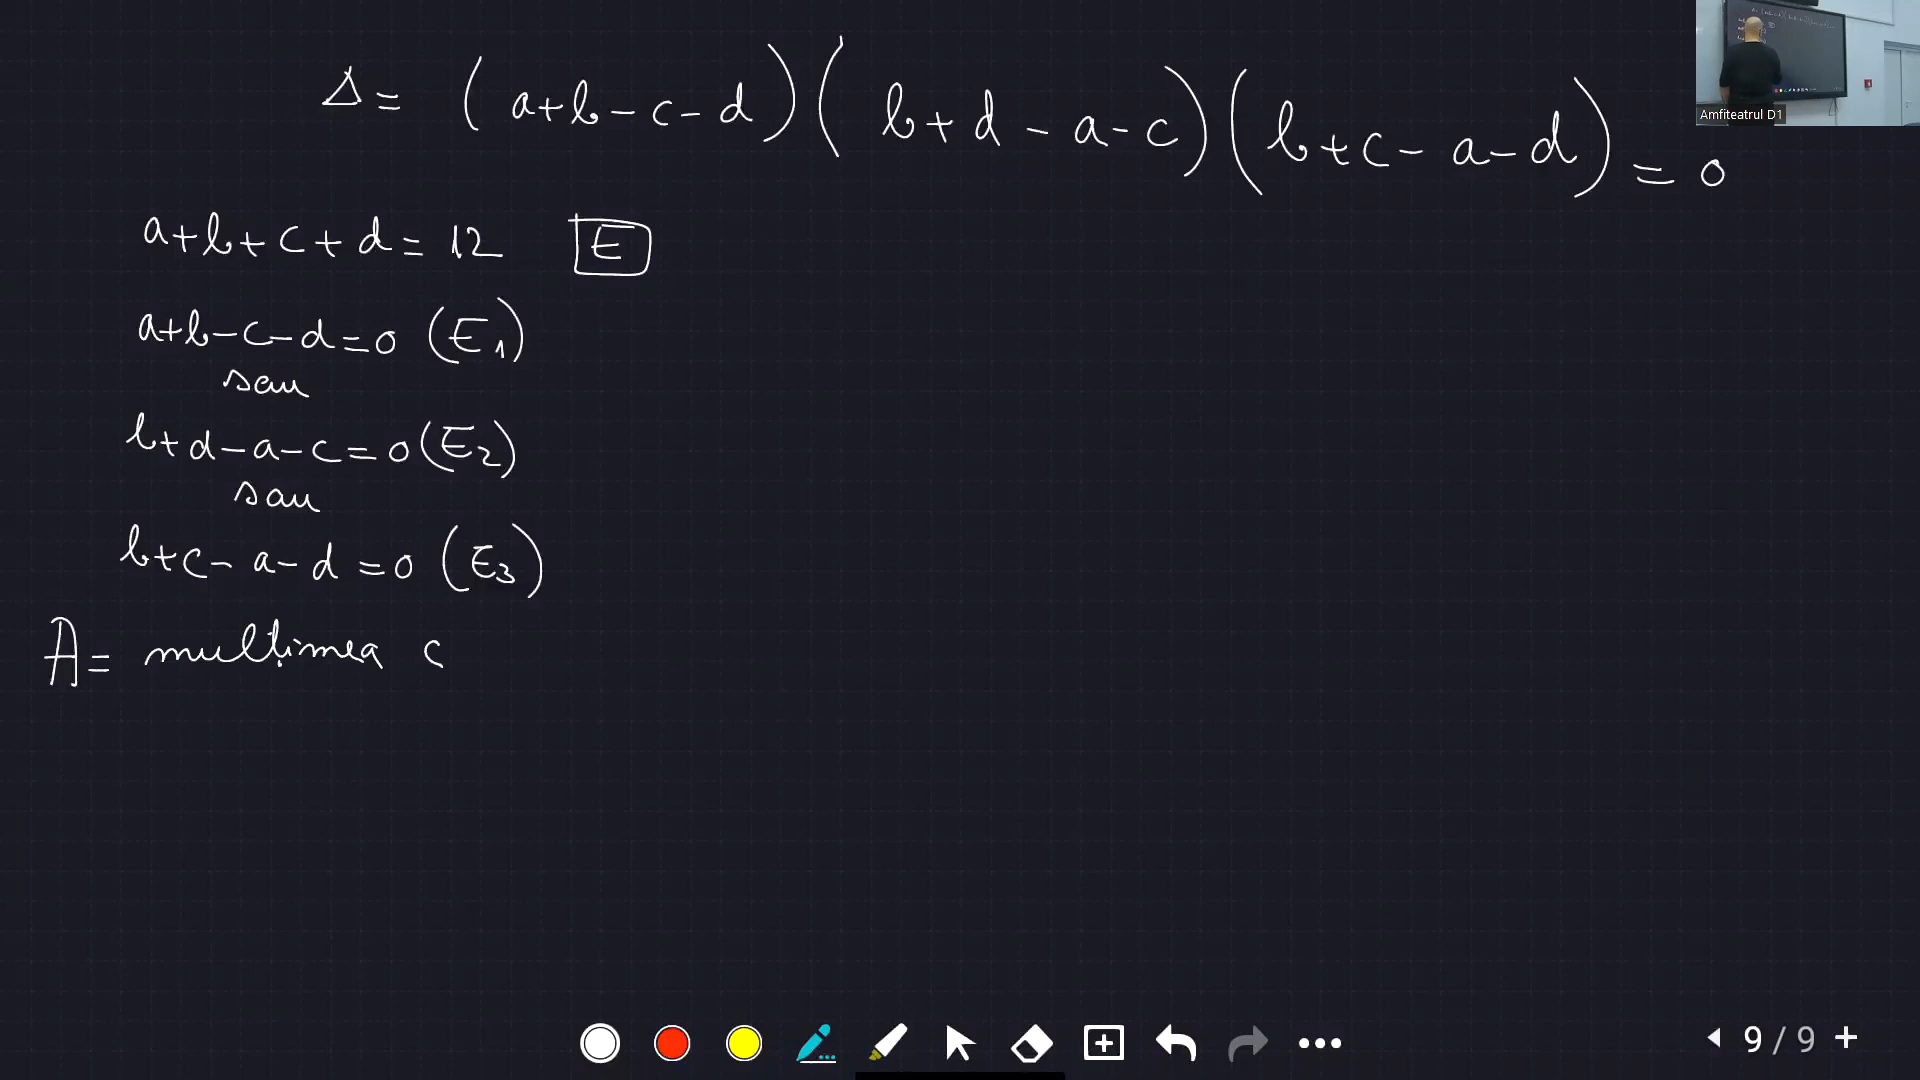 Δ = (a+b-c-d)(b+d-a-c)(b+c-a-d) = 0
Amfiteatrul D1
a+b+c+d = 12 E
a+b-c-d=0 (E1)
sau
b+d-a-c=0 (E2)
sau
b+c-a-d=0 (E3)
A = mulțimea c
9 / 9